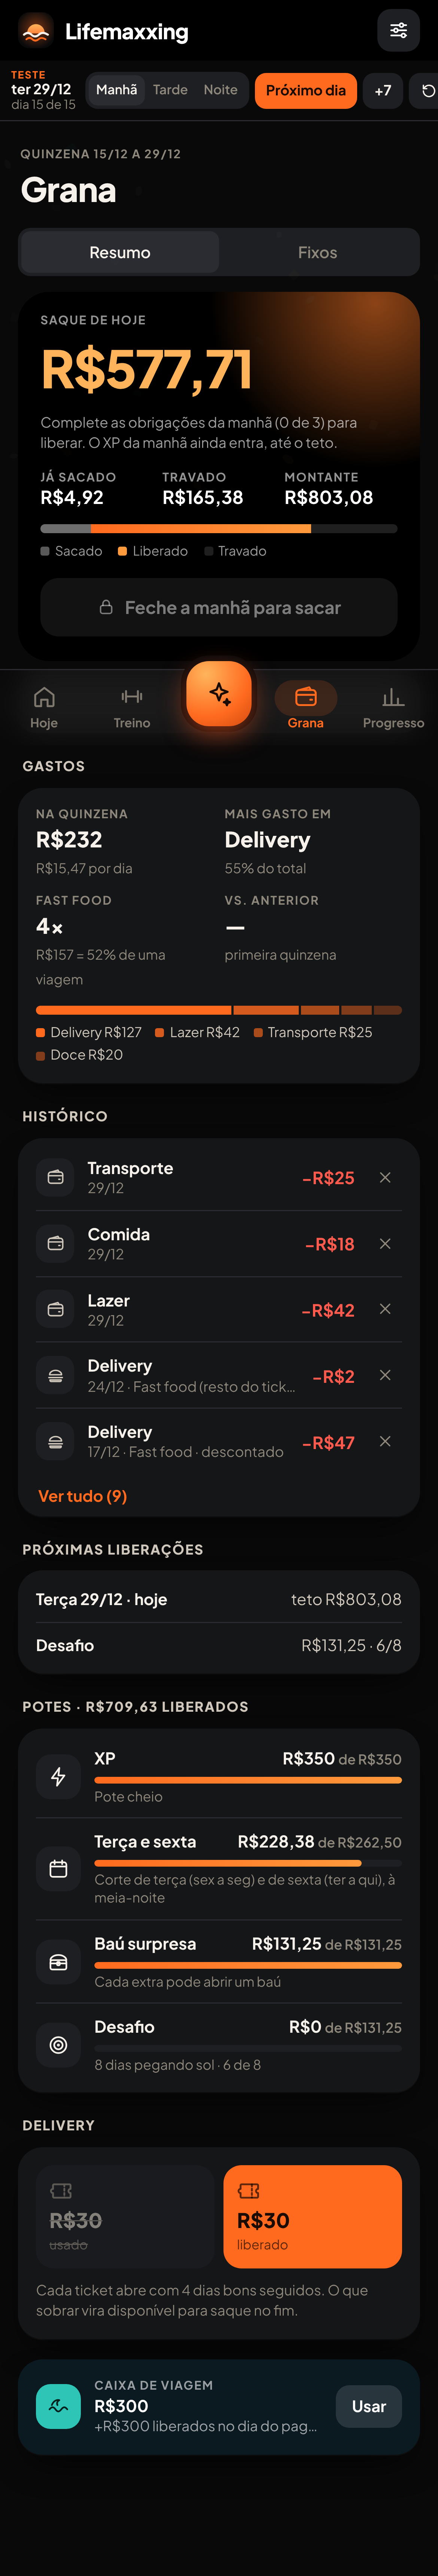 Lifemaxxing
TESTE
ter 29/12
dia 15 de 15
Manhã Tarde Noite
Próximo dia
+7
QUINZENA 15/12 A 29/12
Grana
Resumo Fixos
SAQUE DE HOJE
R$577,71
Complete as obrigações da manhã (0 de 3) para
liberar. O XP da manhã ainda entra, até o teto.
JÁ SACADO TRAVADO MONTANTE
R$4,92 R$165,38 R$803,08
Sacado Liberado Travado
Feche a manhã para sacar
Hoje Treino Grana Progresso
GASTOS
NA QUINZENA MAIS GASTO EM
R$232 Delivery
R$15,47 por dia 55% do total
FAST FOOD VS. ANTERIOR
4× —
R$157 = 52% de uma primeira quinzena
viagem
Delivery R$127 Lazer R$42 Transporte R$25
Doce R$20
HISTÓRICO
Transporte
29/12
−R$25
Comida
29/12
−R$18
Lazer
29/12
−R$42
Delivery
24/12 · Fast food (resto do tick...
−R$2
Delivery
17/12 · Fast food · descontado
−R$47
Ver tudo (9)
PRÓXIMAS LIBERAÇÕES
Terça 29/12 · hoje teto R$803,08
Desafio R$131,25 · 6/8
POTES · R$709,63 LIBERADOS
XP R$350 de R$350
Pote cheio
Terça e sexta R$228,38 de R$262,50
Corte de terça (sex a seg) e de sexta (ter a qui), à
meia-noite
Baú surpresa R$131,25 de R$131,25
Cada extra pode abrir um baú
Desafio R$0 de R$131,25
8 dias pegando sol · 6 de 8
DELIVERY
R$30
usado
R$30
liberado
Cada ticket abre com 4 dias bons seguidos. O que
sobrar vira disponível para saque no fim.
CAIXA DE VIAGEM
R$300
+R$300 liberados no dia do pag...
Usar